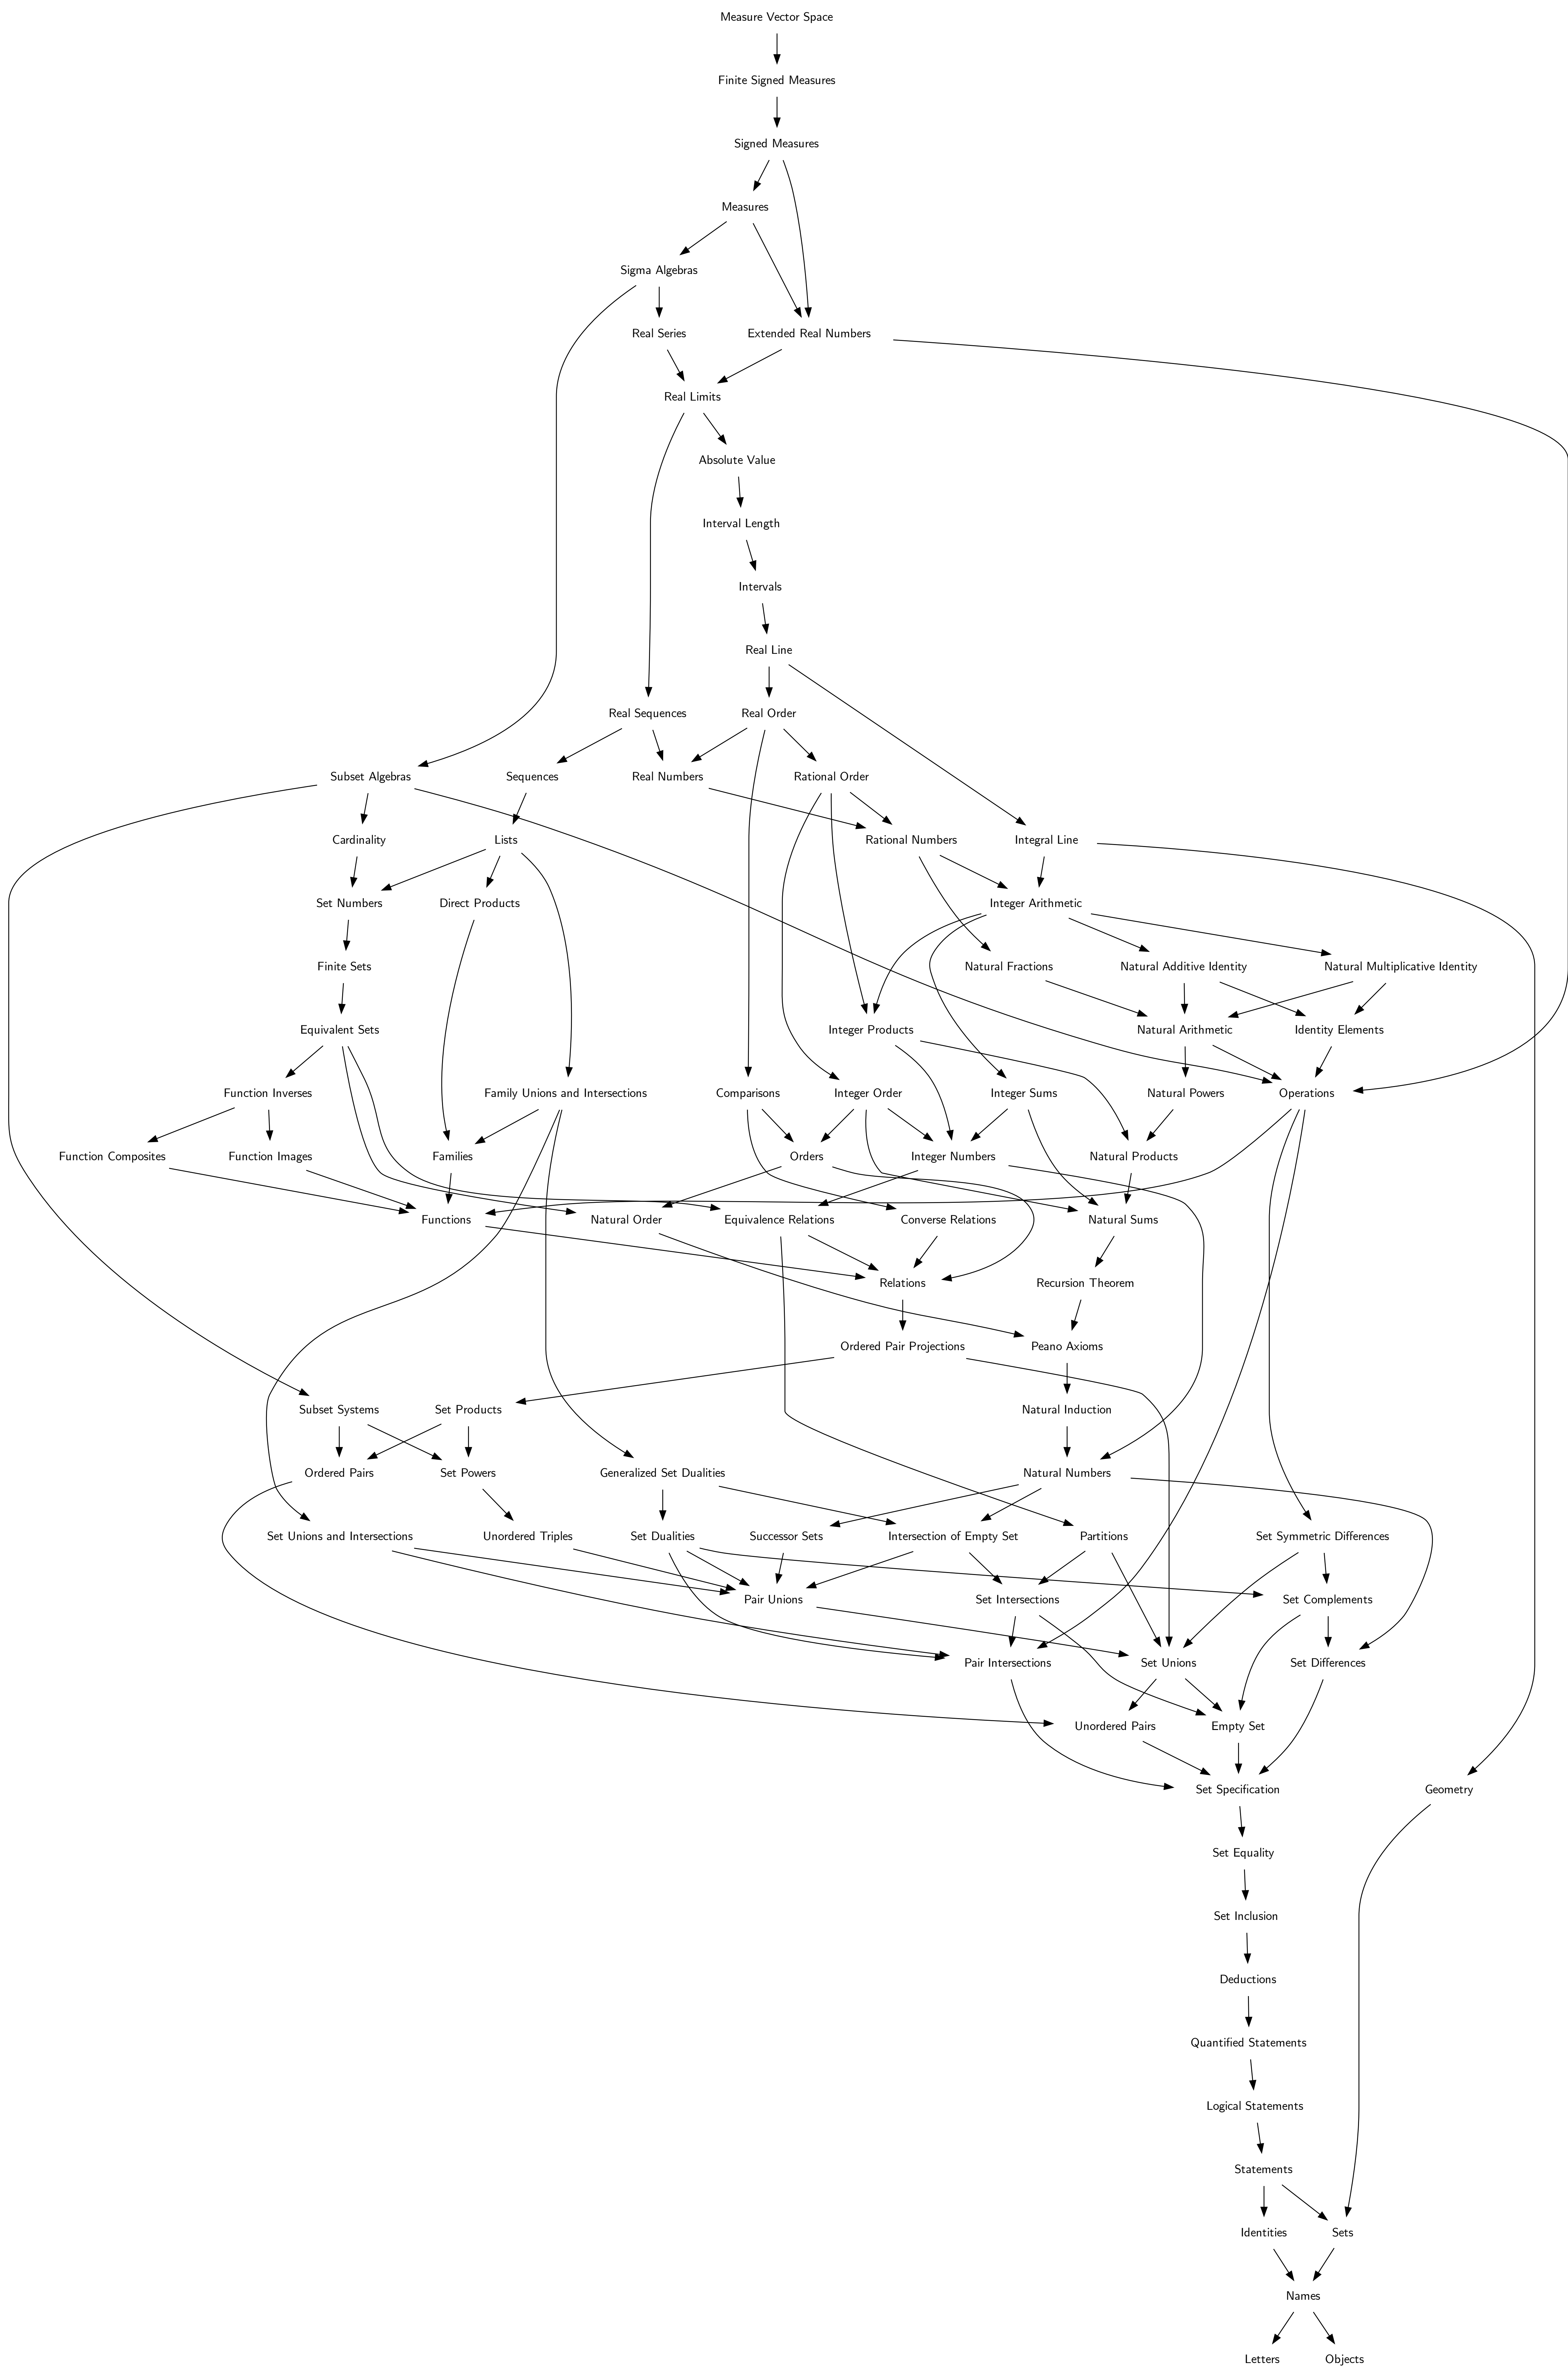 Measure Vector Space
Finite Signed Measures
Signed Measures
Measures
Sigma Algebras
Real Series
Extended Real Numbers
Real Limits
Absolute Value
Interval Length
Intervals
Real Line
Real Sequences
Real Order
Subset Algebras
Sequences
Real Numbers
Rational Order
Cardinality
Lists
Rational Numbers
Integral Line
Set Numbers
Direct Products
Integer Arithmetic
Finite Sets
Natural Fractions
Natural Additive Identity
Natural Multiplicative Identity
Equivalent Sets
Integer Products
Natural Arithmetic
Identity Elements
Function Inverses
Family Unions and Intersections
Comparisons
Integer Order
Integer Sums
Natural Powers
Operations
Function Composites
Function Images
Families
Orders
Integer Numbers
Natural Products
Functions
Natural Order
Equivalence Relations
Converse Relations
Natural Sums
Relations
Recursion Theorem
Ordered Pair Projections
Peano Axioms
Subset Systems
Set Products
Natural Induction
Ordered Pairs
Set Powers
Generalized Set Dualities
Natural Numbers
Set Unions and Intersections
Unordered Triples
Set Dualities
Successor Sets
Intersection of Empty Set
Partitions
Set Symmetric Differences
Pair Unions
Set Intersections
Set Complements
Pair Intersections
Set Unions
Set Differences
Unordered Pairs
Empty Set
Set Specification
Geometry
Set Equality
Set Inclusion
Deductions
Quantified Statements
Logical Statements
Statements
Identities
Sets
Names
Letters
Objects